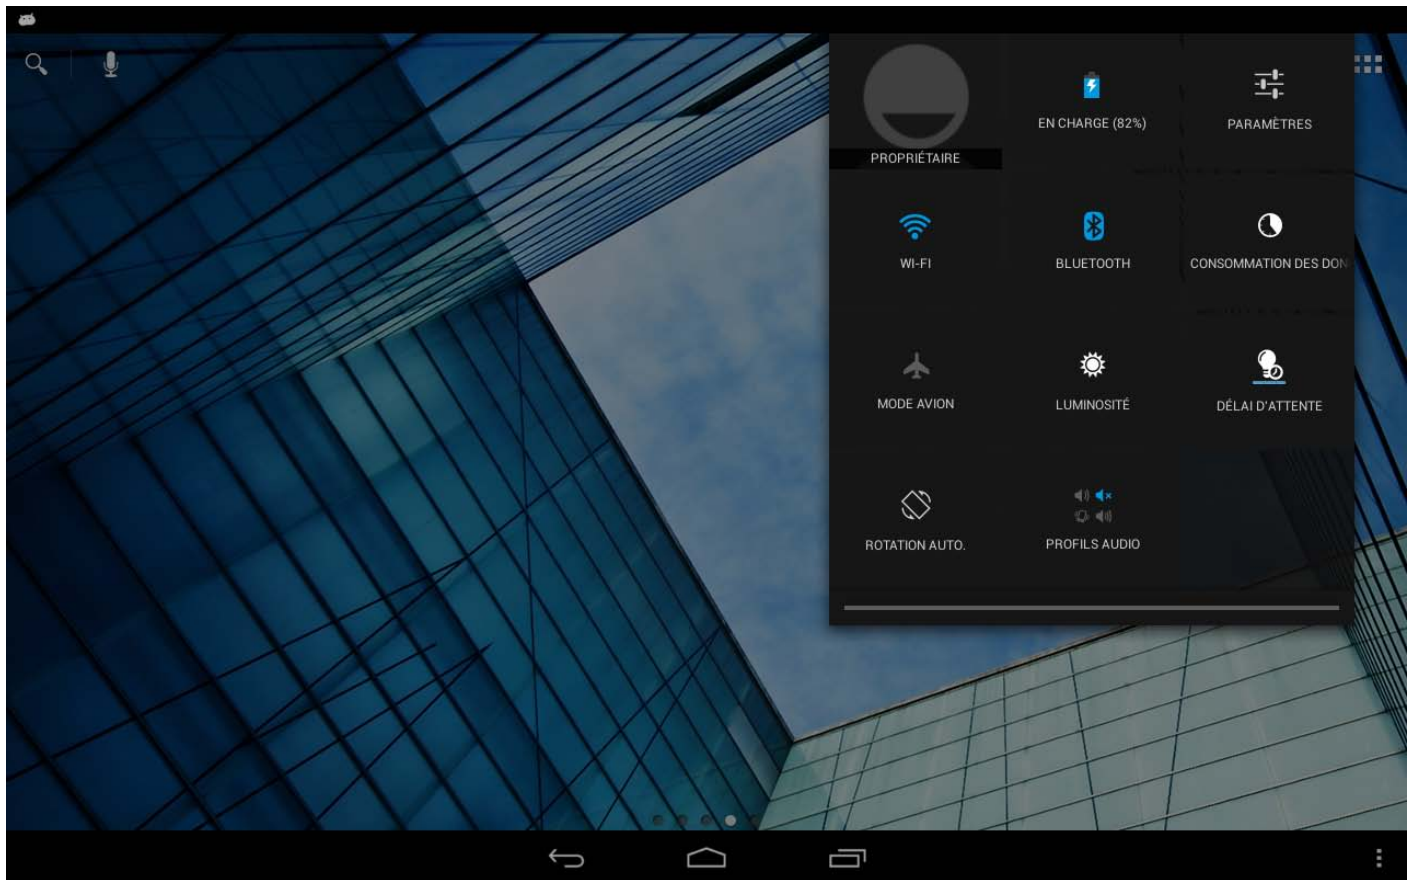 EN CHARGE (82%)
PARAMÈTRES
PROPRIÉTAIRE
WI-FI
BLUETOOTH
CONSOMMATION DES DON
MODE AVION
LUMINOSITÉ
DÉLAI D'ATTENTE
ROTATION AUTO.
PROFILS AUDIO